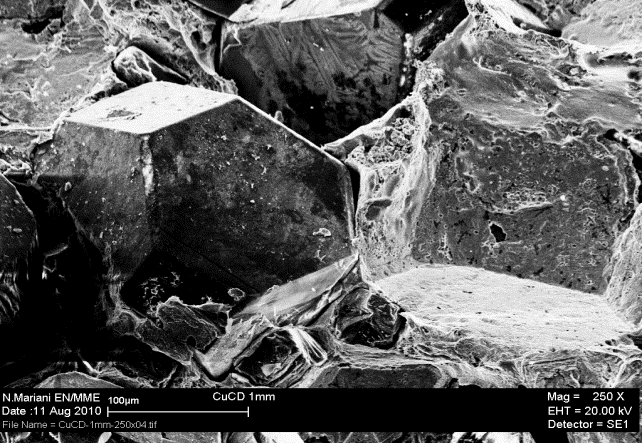 N.Mariani EN/MME 100µm CuCD 1mm Mag = 250 X
Date :11 Aug 2010 EHT = 20.00 kV
File Name = CuCD-1mm-250x04.tif Detector = SE1